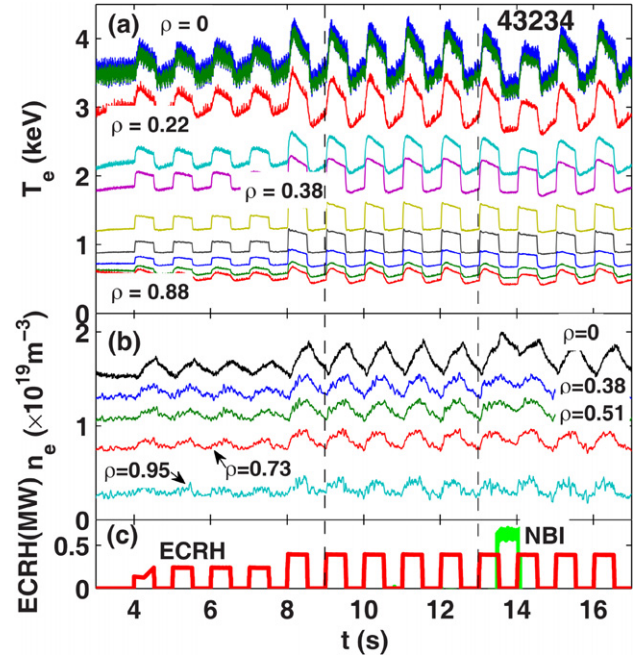 (a)
ρ = 0
43234
4
3
ρ = 0.22
2
ρ = 0.38
1
ρ = 0.88
0
T_e (keV)
2
(b)
ρ=0
ρ=0.38
ρ=0.51
1
ρ=0.95
ρ=0.73
0
n_e (×10^19 m^−3)
(c)
ECRH
NBI
0.5
0
ECRH(MW)
4 6 8 10 12 14 16
t (s)